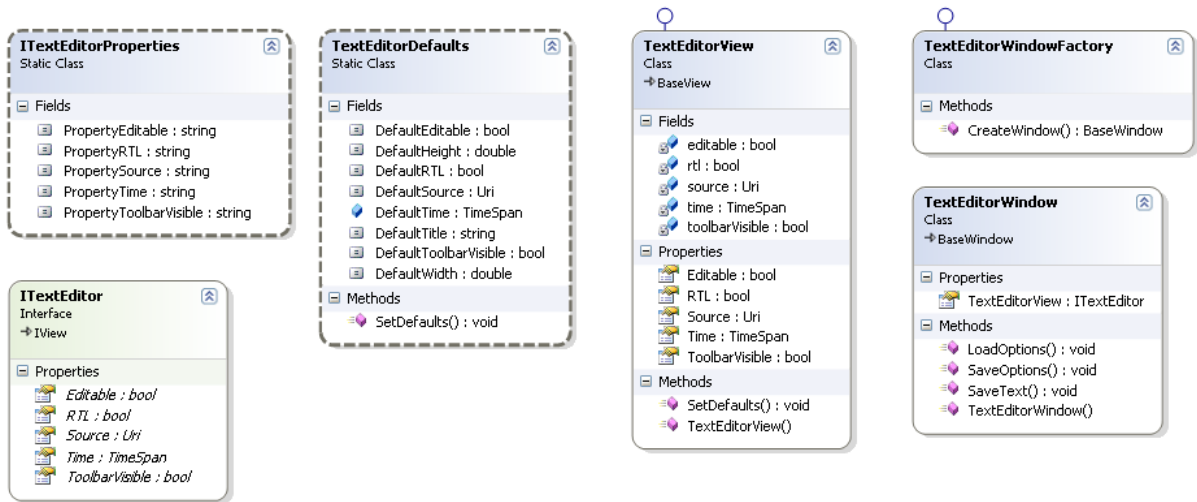 ITextEditorProperties
Static Class
Fields
PropertyEditable : string
PropertyRTL : string
PropertySource : string
PropertyTime : string
PropertyToolbarVisible : string
TextEditorDefaults
Static Class
Fields
DefaultEditable : bool
DefaultHeight : double
DefaultRTL : bool
DefaultSource : Uri
DefaultTime : TimeSpan
DefaultTitle : string
DefaultToolbarVisible : bool
DefaultWidth : double
Methods
SetDefaults() : void
ITextEditor
Interface
IView
Properties
Editable : bool
RTL : bool
Source : Uri
Time : TimeSpan
ToolbarVisible : bool
TextEditorView
Class
BaseView
Fields
editable : bool
rtl : bool
source : Uri
time : TimeSpan
toolbarVisible : bool
Properties
Editable : bool
RTL : bool
Source : Uri
Time : TimeSpan
ToolbarVisible : bool
Methods
SetDefaults() : void
TextEditorView()
TextEditorWindowFactory
Class
Methods
CreateWindow() : BaseWindow
TextEditorWindow
Class
BaseWindow
Properties
TextEditorView : ITextEditor
Methods
LoadOptions() : void
SaveOptions() : void
SaveText() : void
TextEditorWindow()